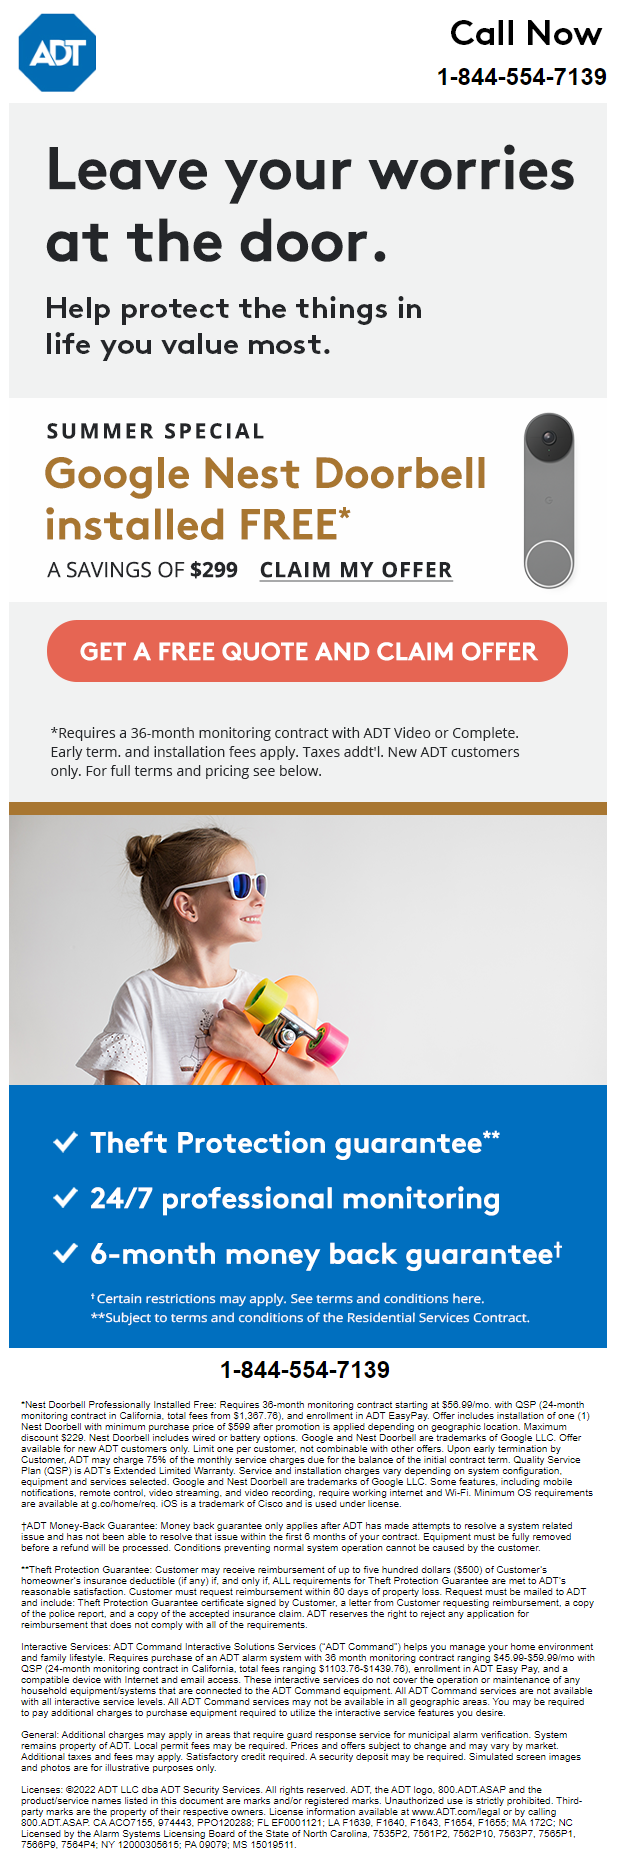 ADT
Call Now
1-844-554-7139
Leave your worries
at the door.
Help protect the things in
life you value most.
SUMMER SPECIAL
Google Nest Doorbell
installed FREE*
A SAVINGS OF $299 CLAIM MY OFFER
GET A FREE QUOTE AND CLAIM OFFER
*Requires a 36-month monitoring contract with ADT Video or Complete.
Early term. and installation fees apply. Taxes addt'l. New ADT customers
only. For full terms and pricing see below.
Theft Protection guarantee**
24/7 professional monitoring
6-month money back guarantee†
†Certain restrictions may apply. See terms and conditions here.
**Subject to terms and conditions of the Residential Services Contract.
1-844-554-7139
*Nest Doorbell Professionally Installed Free: Requires 36-month monitoring contract starting at $56.99/mo. with QSP (24-month
monitoring contract in California, total fees from $1,367.76), and enrollment in ADT EasyPay. Offer includes installation of one (1)
Nest Doorbell with minimum purchase price of $599 after promotion is applied depending on geographic location. Maximum
discount $229. Nest Doorbell includes wired or battery options. Google and Nest Doorbell are trademarks of Google LLC. Offer
available for new ADT customers only. Limit one per customer, not combinable with other offers. Upon early termination by
Customer, ADT may charge 75% of the monthly service charges due for the balance of the initial contract term. Quality Service
Plan (QSP) is ADT's Extended Limited Warranty. Service and installation charges vary depending on system configuration,
equipment and services selected. Google and Nest Doorbell are trademarks of Google LLC. Some features, including mobile
notifications, remote control, video streaming, and video recording, require working internet and Wi-Fi. Minimum OS requirements
are available at g.co/home/req. iOS is a trademark of Cisco and is used under license.
†ADT Money-Back Guarantee: Money back guarantee only applies after ADT has made attempts to resolve a system related
issue and has not been able to resolve that issue within the first 6 months of your contract. Equipment must be fully removed
before a refund will be processed. Conditions preventing normal system operation cannot be caused by the customer.
**Theft Protection Guarantee: Customer may receive reimbursement of up to five hundred dollars ($500) of Customer's
homeowner's insurance deductible (if any) if, and only if, ALL requirements for Theft Protection Guarantee are met to ADT's
reasonable satisfaction. Customer must request reimbursement within 60 days of property loss. Request must be mailed to ADT
and include: Theft Protection Guarantee certificate signed by Customer, a letter from Customer requesting reimbursement, a copy
of the police report, and a copy of the accepted insurance claim. ADT reserves the right to reject any application for
reimbursement that does not comply with all of the requirements.
Interactive Services: ADT Command Interactive Solutions Services ("ADT Command") helps you manage your home environment
and family lifestyle. Requires purchase of an ADT alarm system with 36 month monitoring contract ranging $45.99-$59.99/mo with
QSP (24-month monitoring contract in California, total fees ranging $1103.76-$1439.76), enrollment in ADT Easy Pay, and a
compatible device with Internet and email access. These interactive services do not cover the operation or maintenance of any
household equipment/systems that are connected to the ADT Command equipment. All ADT Command services are not available
with all interactive service levels. All ADT Command services may not be available in all geographic areas. You may be required
to pay additional charges to purchase equipment required to utilize the interactive service features you desire.
General: Additional charges may apply in areas that require guard response service for municipal alarm verification. System
remains property of ADT. Local permit fees may be required. Prices and offers subject to change and may vary by market.
Additional taxes and fees may apply. Satisfactory credit required. A security deposit may be required. Simulated screen images
and photos are for illustrative purposes only.
Licenses: ©2022 ADT LLC dba ADT Security Services. All rights reserved. ADT, the ADT logo, 800.ADT.ASAP and the
product/service names listed in this document are marks and/or registered marks. Unauthorized use is strictly prohibited. Third-
party marks are the property of their respective owners. License information available at www.ADT.com/legal or by calling
800.ADT.ASAP. CA ACO7155, 974443, PPO120288; FL EF0001121; LA F1639, F1640, F1643, F1654, F1655; MA 172C; NC
Licensed by the Alarm Systems Licensing Board of the State of North Carolina, 7535P2, 7561P2, 7562P10, 7563P7, 7565P1,
7566P9, 7564P4; NY 12000305615; PA 09079; MS 15019511.